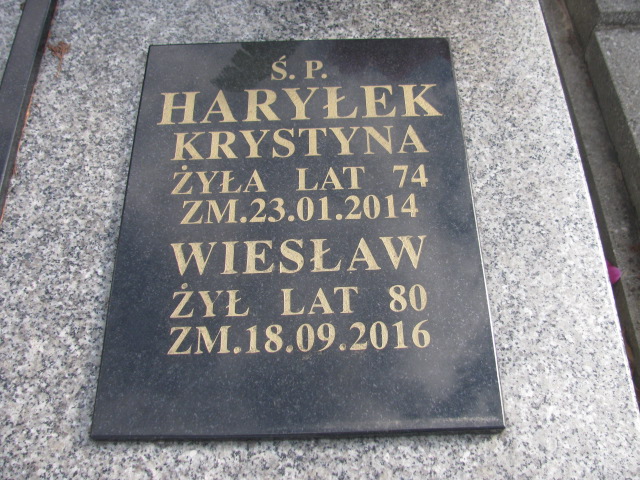 Ś. P.
HARYŁEK
KRYSTYNA
ŻYŁA LAT 74
ZM.23.01.2014
WIESŁAW
ŻYŁ LAT 80
ZM.18.09.2016